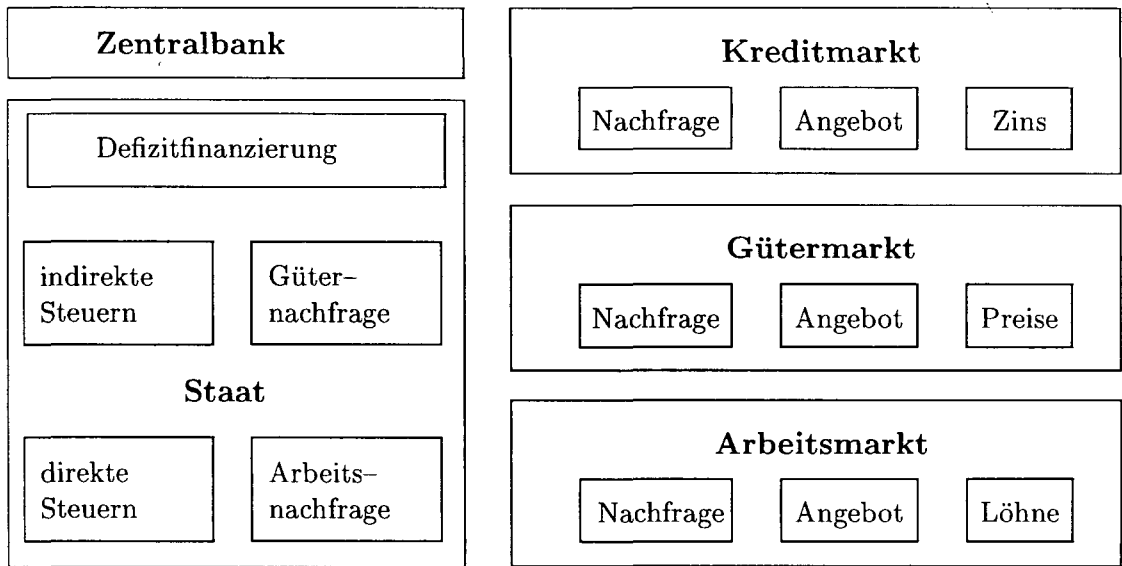 Zentralbank
Defizitfinanzierung
indirekte
Steuern
Güter–
nachfrage
Staat
direkte
Steuern
Arbeits–
nachfrage
Kreditmarkt
Nachfrage
Angebot
Zins
Gütermarkt
Nachfrage
Angebot
Preise
Arbeitsmarkt
Nachfrage
Angebot
Löhne